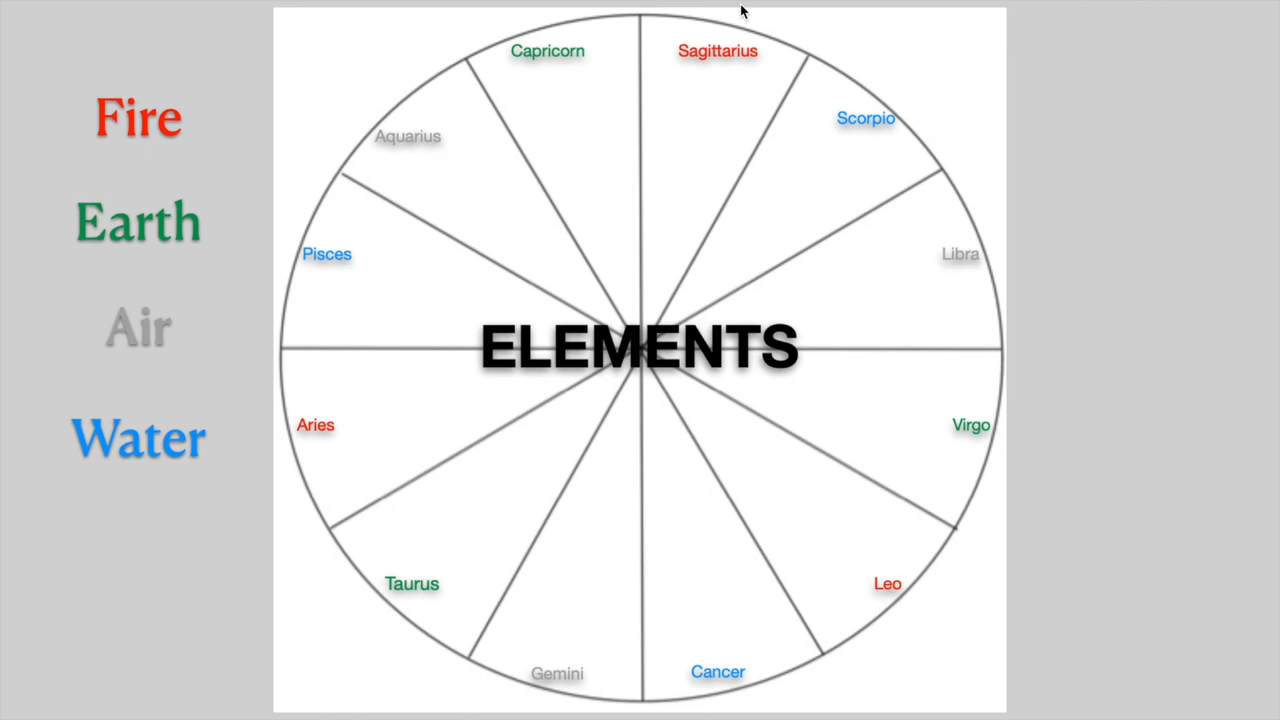 Fire
Earth
Air
Water
Capricorn
Sagittarius
Aquarius
Scorpio
Pisces
Libra
ELEMENTS
Aries
Virgo
Taurus
Leo
Gemini
Cancer